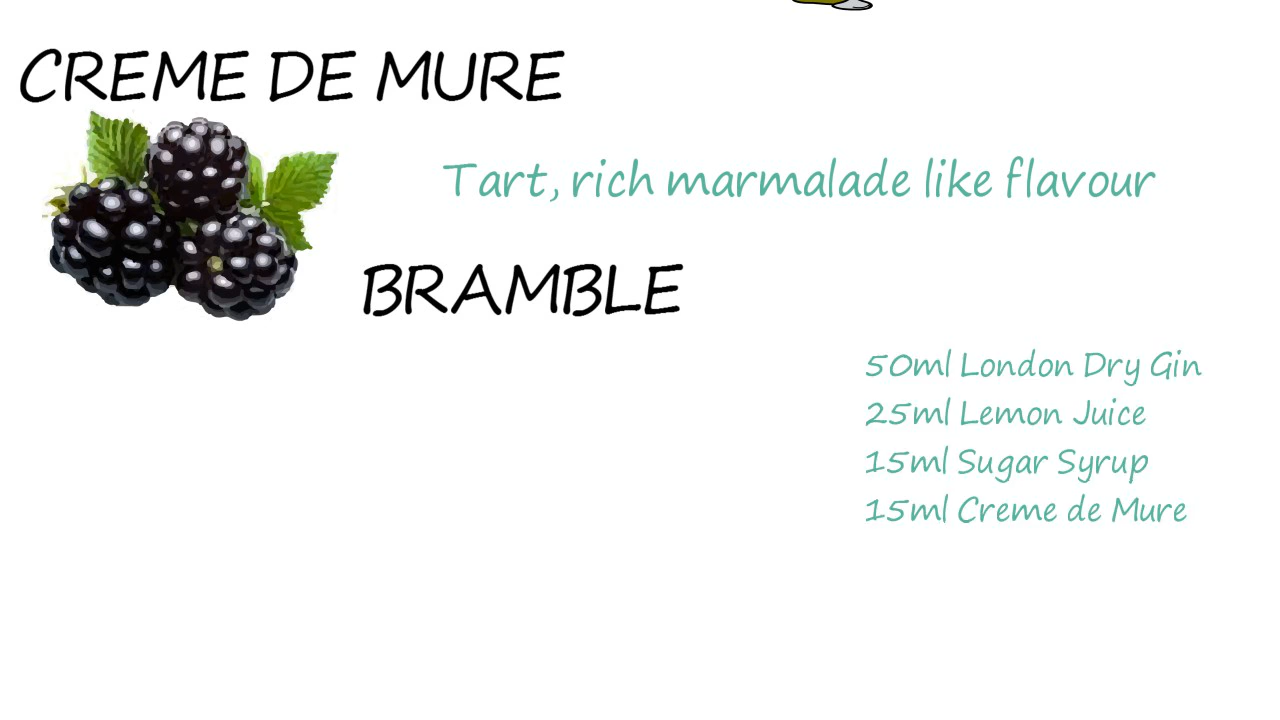 CREME DE MURE
Tart, rich marmalade like flavour
BRAMBLE
50ml London Dry Gin
25ml Lemon Juice
15ml Sugar Syrup
15ml Creme de Mure